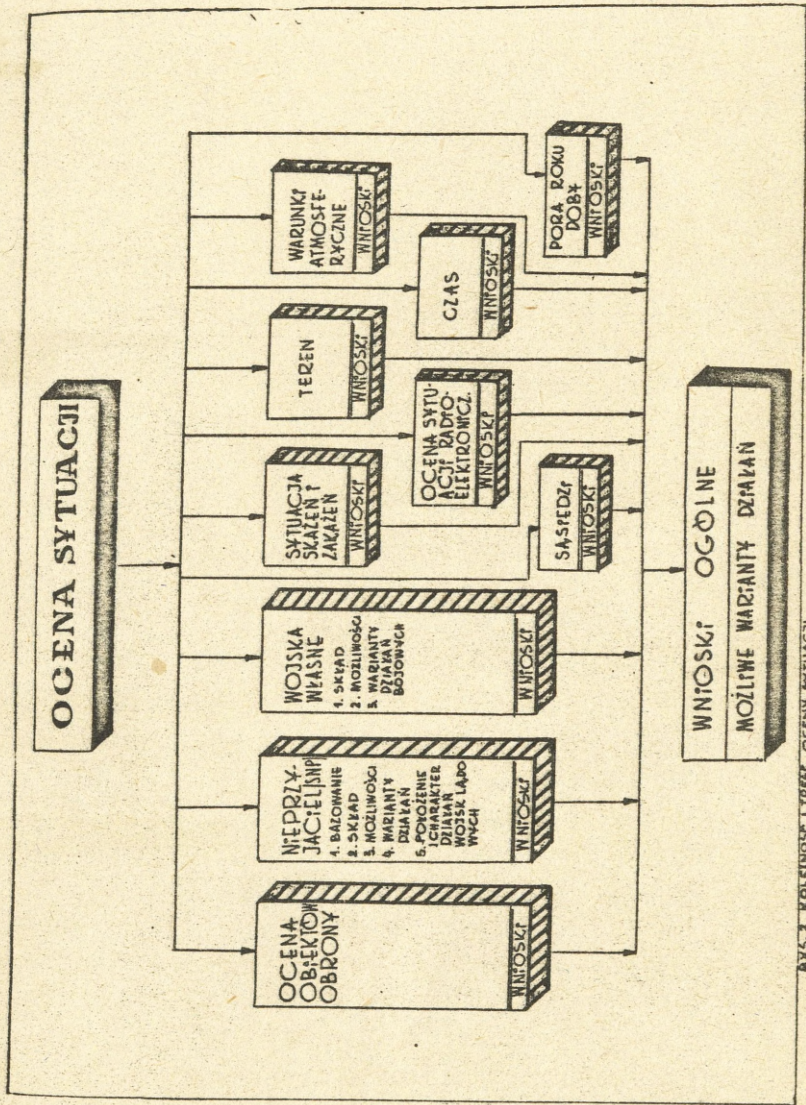 OCENA SYTUACJI
OCENA
OBIEKTÓW
OBRONY
WNIOSKI
NIEPRZY-
JACIEL/SNP
1. BAZOWANIE
2. SKŁAD
3. MOŻLIWOŚCI
4. WARIANTY
DZIAŁAŃ
5. POŁOŻENIE
I CHARAKTER
DZIAŁAŃ
WOJSK LĄDO
WYCH
WNIOSKI
WOJSKA
WŁASNE
1. SKŁAD
2. MOŻLIWOŚCI
3. WARIANTY
DZIAŁAŃ
BOJOWYCH
WNIOSKI
SYTUACJA
SKAŻEŃ I
ZAKAŻEŃ
WNIOSKI
SĄSIEDZI
WNIOSKI
OCENA SYTU-
ACJI RADIO-
ELEKTRONICZ.
WNIOSKI
TEREN
WNIOSKI
CZAS
WNIOSKI
WARUNKI
ATMOSFE-
RYCZNE
WNIOSKI
PORA ROKU
DOBY
WNIOSKI
WNIOSKI OGÓLNE
MOŻLIWE WARIANTY DZIAŁAŃ